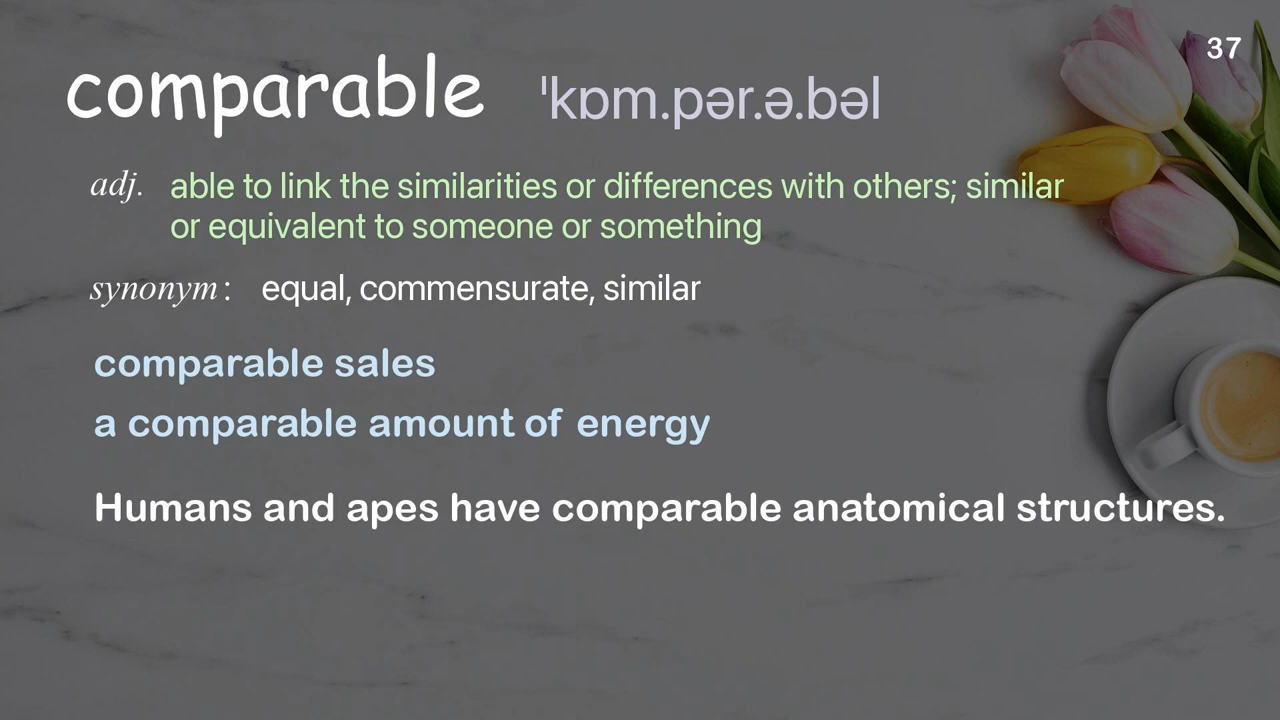 37
comparable ˈkɒm.pər.ə.bəl
adj. able to link the similarities or differences with others; similar
or equivalent to someone or something
synonym: equal, commensurate, similar
comparable sales
a comparable amount of energy
Humans and apes have comparable anatomical structures.